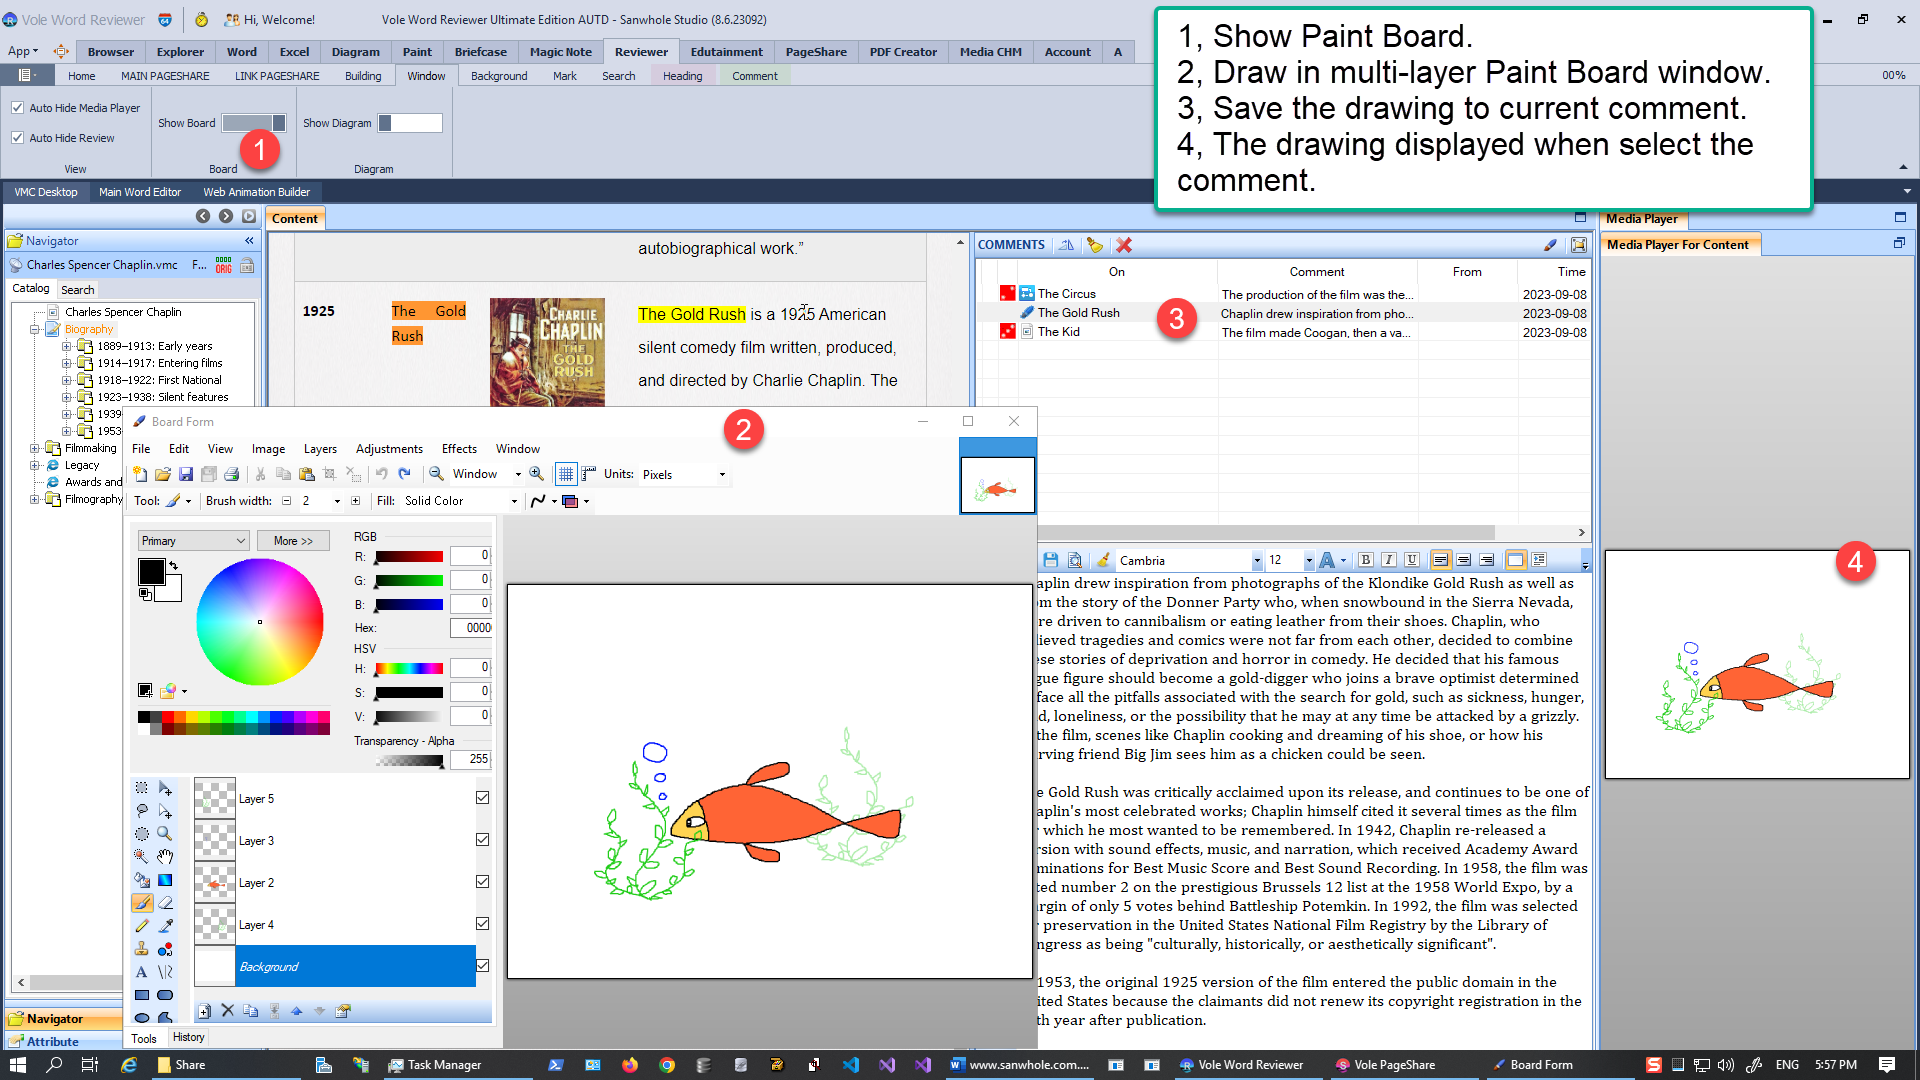 Vole Word Reviewer
Hi, Welcome!
Vole Word Reviewer Ultimate Edition AUTD - Sanwhole Studio (8.6.23092)
1, Show Paint Board.
2, Draw in multi-layer Paint Board window.
3, Save the drawing to current comment.
4, The drawing displayed when select the
comment.
App
Browser Explorer Word Excel Diagram Paint Briefcase Magic Note Reviewer Edutainment PageShare PDF Creator Media CHM Account A
Home MAIN PAGESHARE LINK PAGESHARE Building Window Background Mark Search Heading Comment
00%
Auto Hide Media Player
Auto Hide Review
View
Show Board
Board
1
Show Diagram
Diagram
VMC Desktop Main Word Editor Web Animation Builder
Navigator
Charles Spencer Chaplin.vmc F... ORIG
Catalog Search
Charles Spencer Chaplin
Biography
1889–1913: Early years
1914–1917: Entering films
1918–1922: First National
1923–1938: Silent features
1939
1953
Filmmaking
Legacy
Awards and
Filmography
Navigator
Attribute
Content
autobiographical work.”
1925
The Gold
Rush
CHARLIE
CHAPLIN
THE
GOLD
RUSH
The Gold Rush is a 1925 American
silent comedy film written, produced,
and directed by Charlie Chaplin. The
COMMENTS
On Comment From Time
The Circus The production of the film was the... 2023-09-08
The Gold Rush Chaplin drew inspiration from pho... 2023-09-08
The Kid The film made Coogan, then a va... 2023-09-08
3
Media Player
Media Player For Content
4
Board Form
2
File Edit View Image Layers Adjustments Effects Window
Window Units: Pixels
Tool: Brush width: 2 Fill: Solid Color
Primary More >>
RGB
R: 0
G: 0
B: 0
Hex: 0000
HSV
H: 0
S: 0
V: 0
Transparency - Alpha
255
Layer 5
Layer 3
Layer 2
Layer 4
Background
Tools History
Cambria 12 A B I U
aplin drew inspiration from photographs of the Klondike Gold Rush as well as
om the story of the Donner Party who, when snowbound in the Sierra Nevada,
re driven to cannibalism or eating leather from their shoes. Chaplin, who
lieved tragedies and comics were not far from each other, decided to combine
ese stories of deprivation and horror in comedy. He decided that his famous
gue figure should become a gold-digger who joins a brave optimist determined
face all the pitfalls associated with the search for gold, such as sickness, hunger,
d, loneliness, or the possibility that he may at any time be attacked by a grizzly.
the film, scenes like Chaplin cooking and dreaming of his shoe, or how his
rving friend Big Jim sees him as a chicken could be seen.
e Gold Rush was critically acclaimed upon its release, and continues to be one of
aplin's most celebrated works; Chaplin himself cited it several times as the film
which he most wanted to be remembered. In 1942, Chaplin re-released a
rsion with sound effects, music, and narration, which received Academy Award
minations for Best Music Score and Best Sound Recording. In 1958, the film was
ted number 2 on the prestigious Brussels 12 list at the 1958 World Expo, by a
rgin of only 5 votes behind Battleship Potemkin. In 1992, the film was selected
preservation in the United States National Film Registry by the Library of
ngress as being "culturally, historically, or aesthetically significant".
1953, the original 1925 version of the film entered the public domain in the
ited States because the claimants did not renew its copyright registration in the
th year after publication.
Share Task Manager www.sanwhole.com.... Vole Word Reviewer Vole PageShare Board Form ENG 5:57 PM